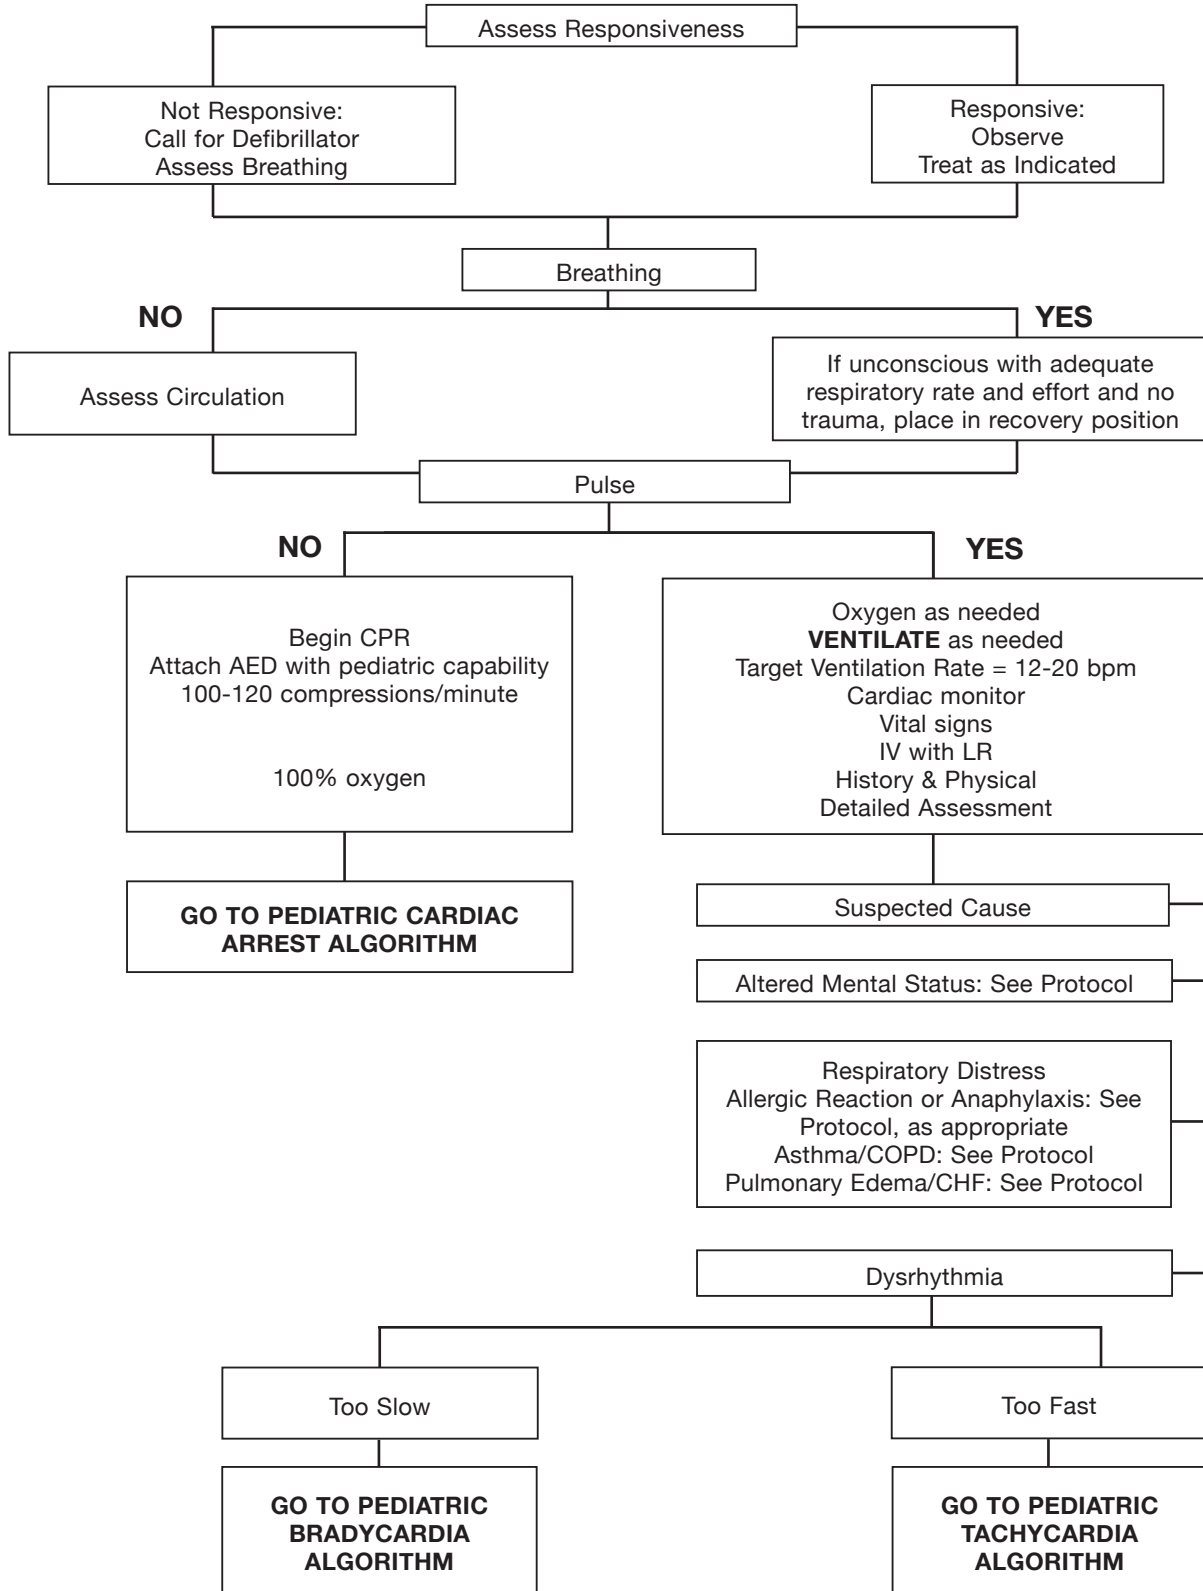 Assess Responsiveness
Not Responsive:
Call for Defibrillator
Assess Breathing
Responsive:
Observe
Treat as Indicated
Breathing
NO
YES
Assess Circulation
If unconscious with adequate
respiratory rate and effort and no
trauma, place in recovery position
Pulse
NO
YES
Begin CPR
Attach AED with pediatric capability
100-120 compressions/minute
100% oxygen
Oxygen as needed
VENTILATE as needed
Target Ventilation Rate = 12-20 bpm
Cardiac monitor
Vital signs
IV with LR
History & Physical
Detailed Assessment
GO TO PEDIATRIC CARDIAC
ARREST ALGORITHM
Suspected Cause
Altered Mental Status: See Protocol
Respiratory Distress
Allergic Reaction or Anaphylaxis: See
Protocol, as appropriate
Asthma/COPD: See Protocol
Pulmonary Edema/CHF: See Protocol
Dysrhythmia
Too Slow
Too Fast
GO TO PEDIATRIC
BRADYCARDIA
ALGORITHM
GO TO PEDIATRIC
TACHYCARDIA
ALGORITHM